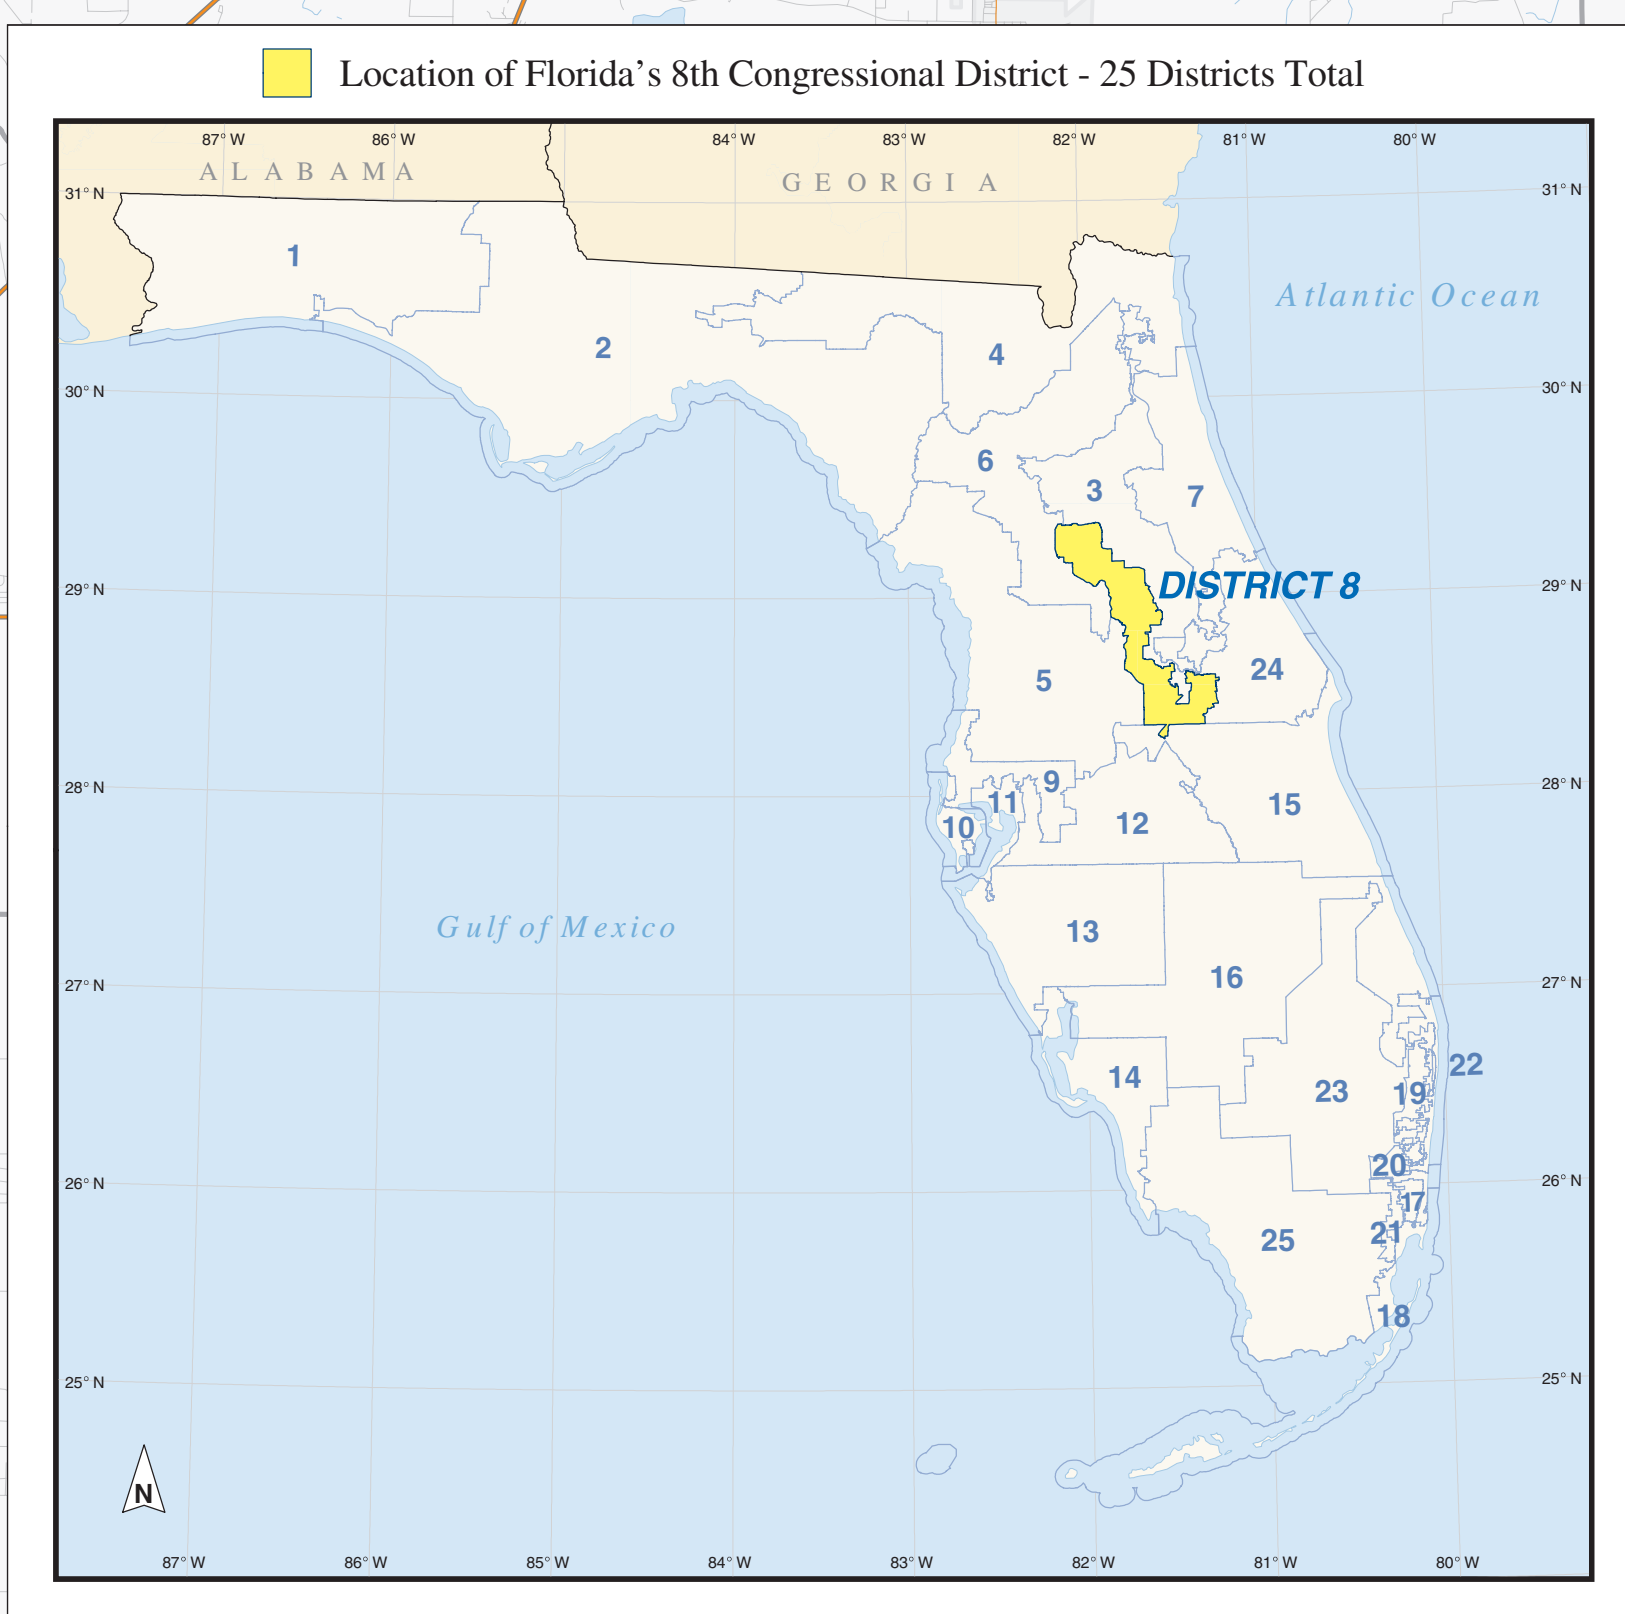 Location of Florida's 8th Congressional District - 25 Districts Total
87° W 86° W 84° W 83° W 82° W 81° W 80° W
ALABAMA
GEORGIA
31° N 31° N
1
Atlantic Ocean
2
4
30° N 30° N
6
3
7
DISTRICT 8
29° N 29° N
24
5
9
28° N 28° N
11
15
10
12
Gulf of Mexico
13
16
27° N 27° N
22
14
23
19
20
26° N 26° N
17
21
25
18
25° N 25° N
N
87° W 86° W 85° W 84° W 83° W 82° W 81° W 80° W